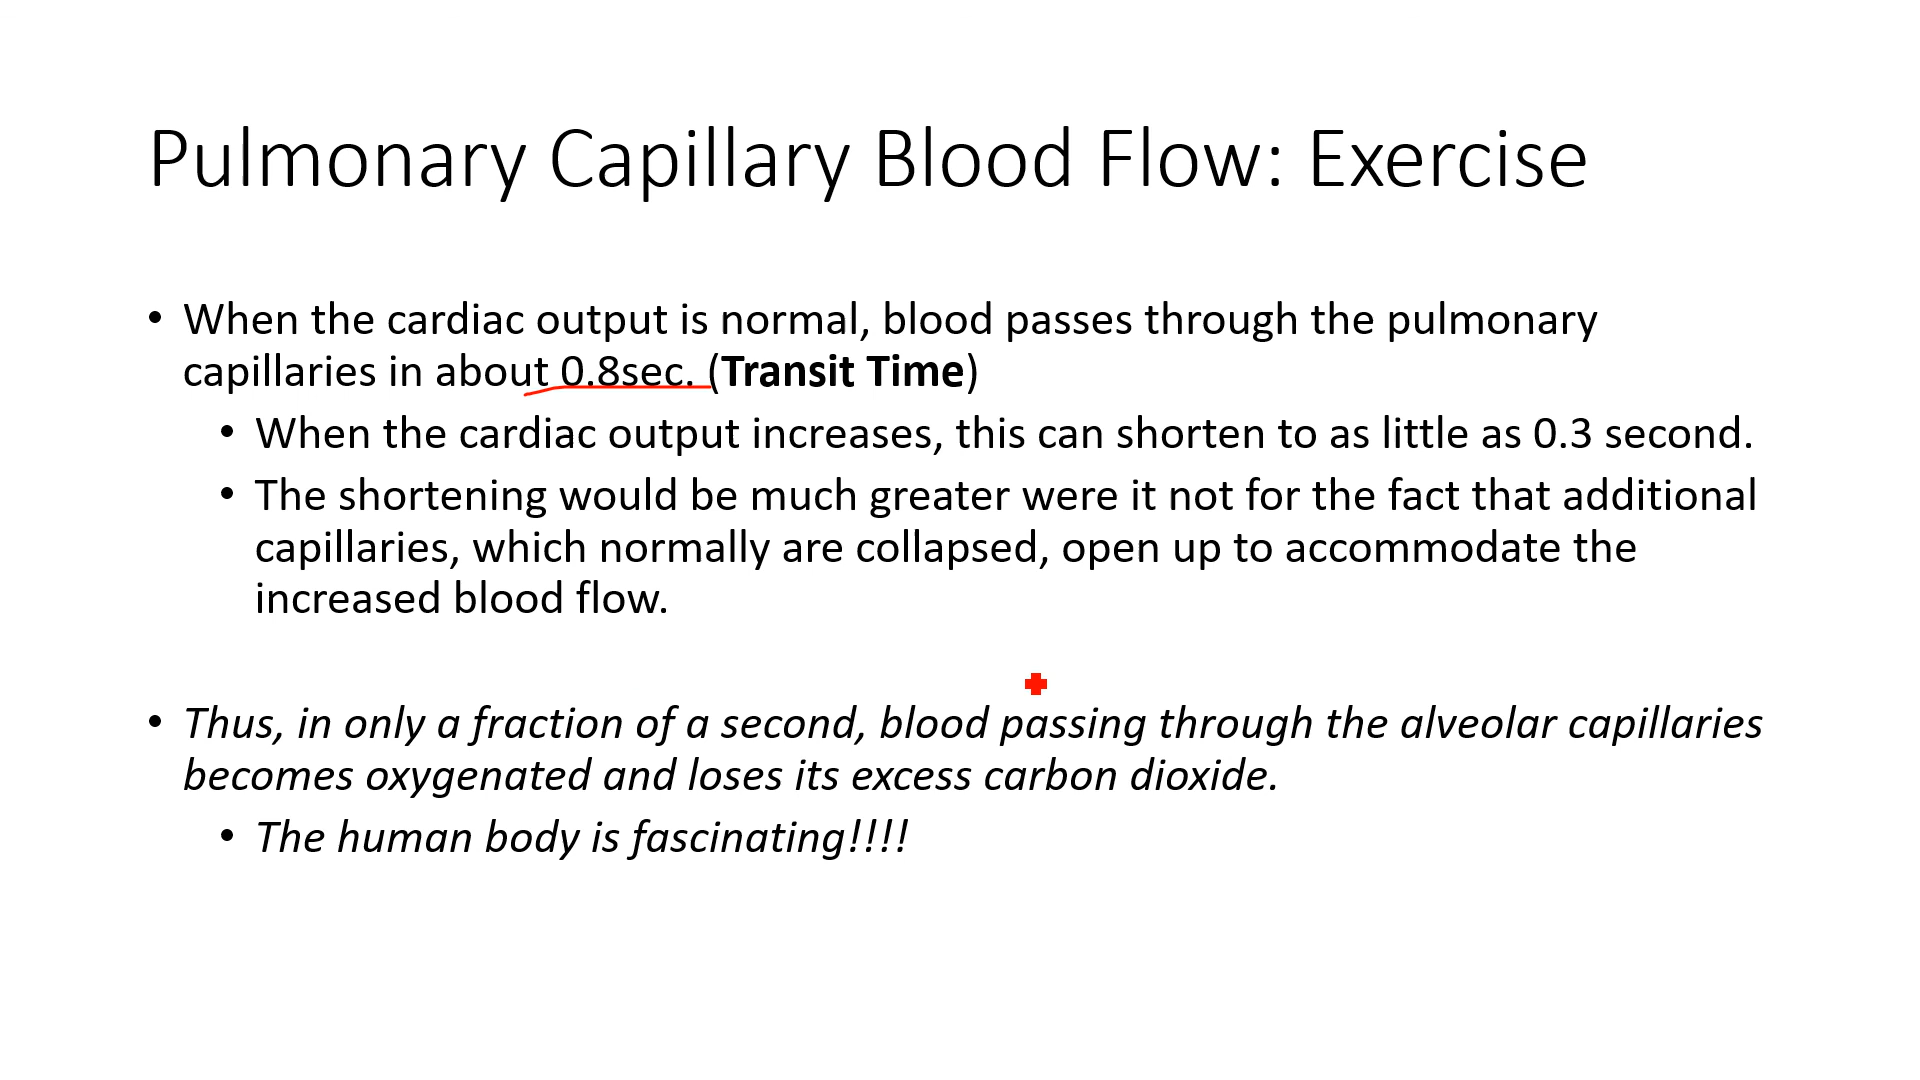 Pulmonary Capillary Blood Flow: Exercise
• When the cardiac output is normal, blood passes through the pulmonary
capillaries in about 0.8sec. (Transit Time)
• When the cardiac output increases, this can shorten to as little as 0.3 second.
• The shortening would be much greater were it not for the fact that additional
capillaries, which normally are collapsed, open up to accommodate the
increased blood flow.
• Thus, in only a fraction of a second, blood passing through the alveolar capillaries
becomes oxygenated and loses its excess carbon dioxide.
• The human body is fascinating!!!!